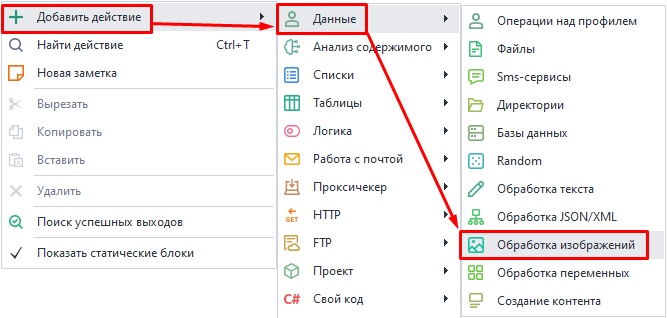 Добавить действие
Найти действие Ctrl+T
Новая заметка
Вырезать
Копировать
Вставить
Удалить
Поиск успешных выходов
Показать статические блоки
Данные
Анализ содержимого
Списки
Таблицы
Логика
Работа с почтой
Проксичекер
GET HTTP
FTP
Проект
C# Свой код
Операции над профилем
Файлы
Sms-сервисы
Директории
Базы данных
Random
Обработка текста
Обработка JSON/XML
Обработка изображений
Обработка переменных
Создание контента